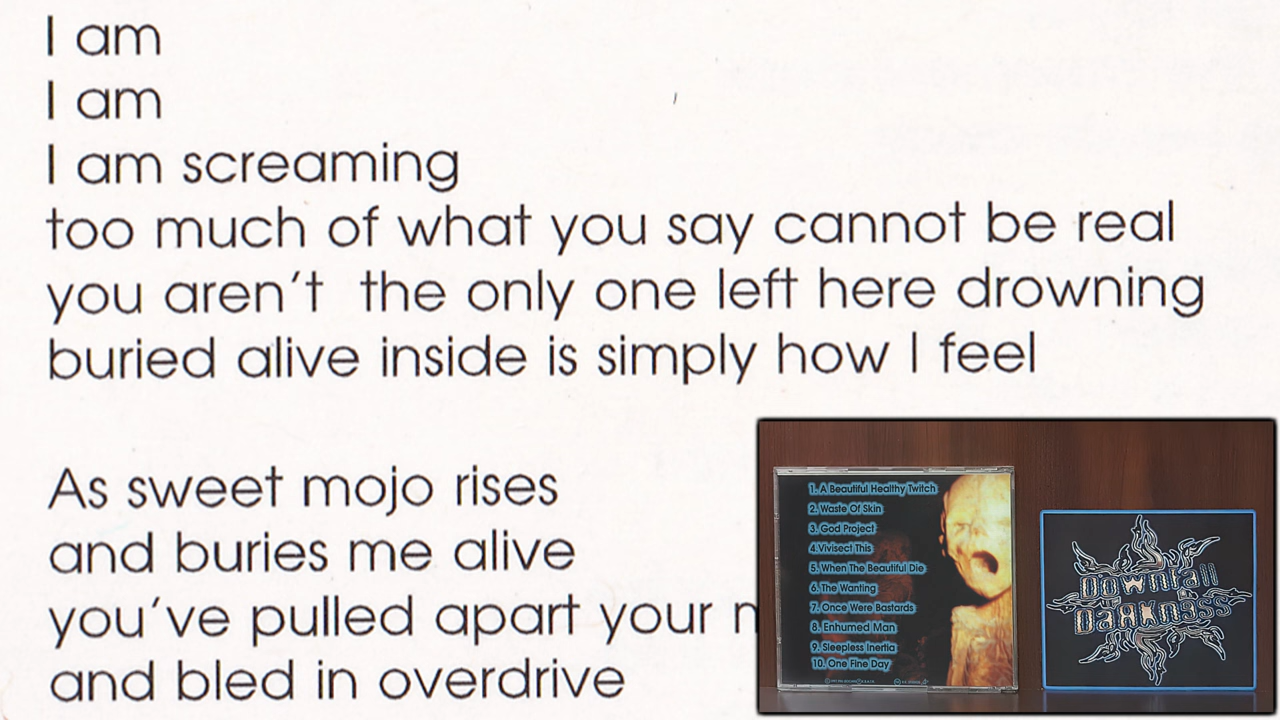 I am
I am
I am screaming
too much of what you say cannot be real
you aren't the only one left here drowning
buried alive inside is simply how I feel
As sweet mojo rises
and buries me alive
you've pulled apart your
and bled in overdrive
1. A Beautiful Healthy Twitch
2. Waste Of Skin
3. God Project
4.Vivisect This
5. When The Beautiful Die
6. The Wanting
7. Once Were Bastards
8. Enhumed Man
9. Sleepless Inertia
10. One Fine Day
Downfall
Darkness